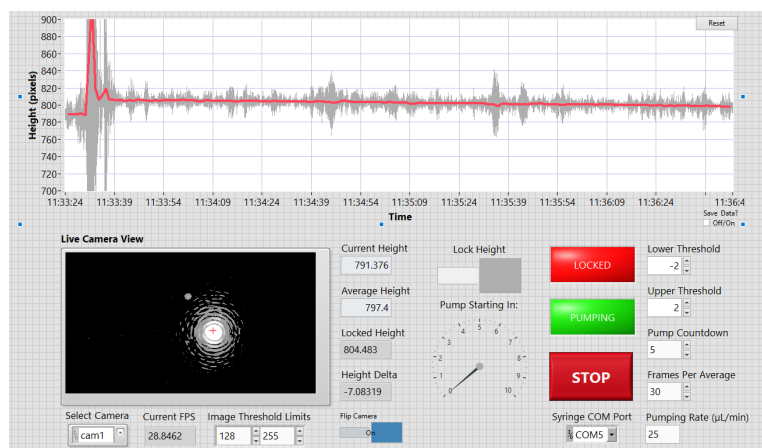 900-
Reset
880-
860-
840-
820-
800-
780-
760-
740-
720-
700-
Height (pixels)
11:33:24 11:33:39 11:33:54 11:34:09 11:34:24 11:34:39 11:34:54 11:35:09 11:35:24 11:35:39 11:35:54 11:36:09 11:36:24 11:36:4
Time
Save Data?
Off/On
Live Camera View
Current Height
791.376
Average Height
797.4
Locked Height
804.483
Height Delta
-7.08319
Flip Camera
On
Lock Height
Pump Starting In:
0 1 2 3 4 5 6 7 8 9 10
LOCKED
PUMPING
STOP
Lower Threshold
-2
Upper Threshold
2
Pump Countdown
5
Frames Per Average
30
Select Camera
cam1
Current FPS
28.8462
Image Threshold Limits
128 255
Syringe COM Port
COM5
Pumping Rate (µL/min)
25